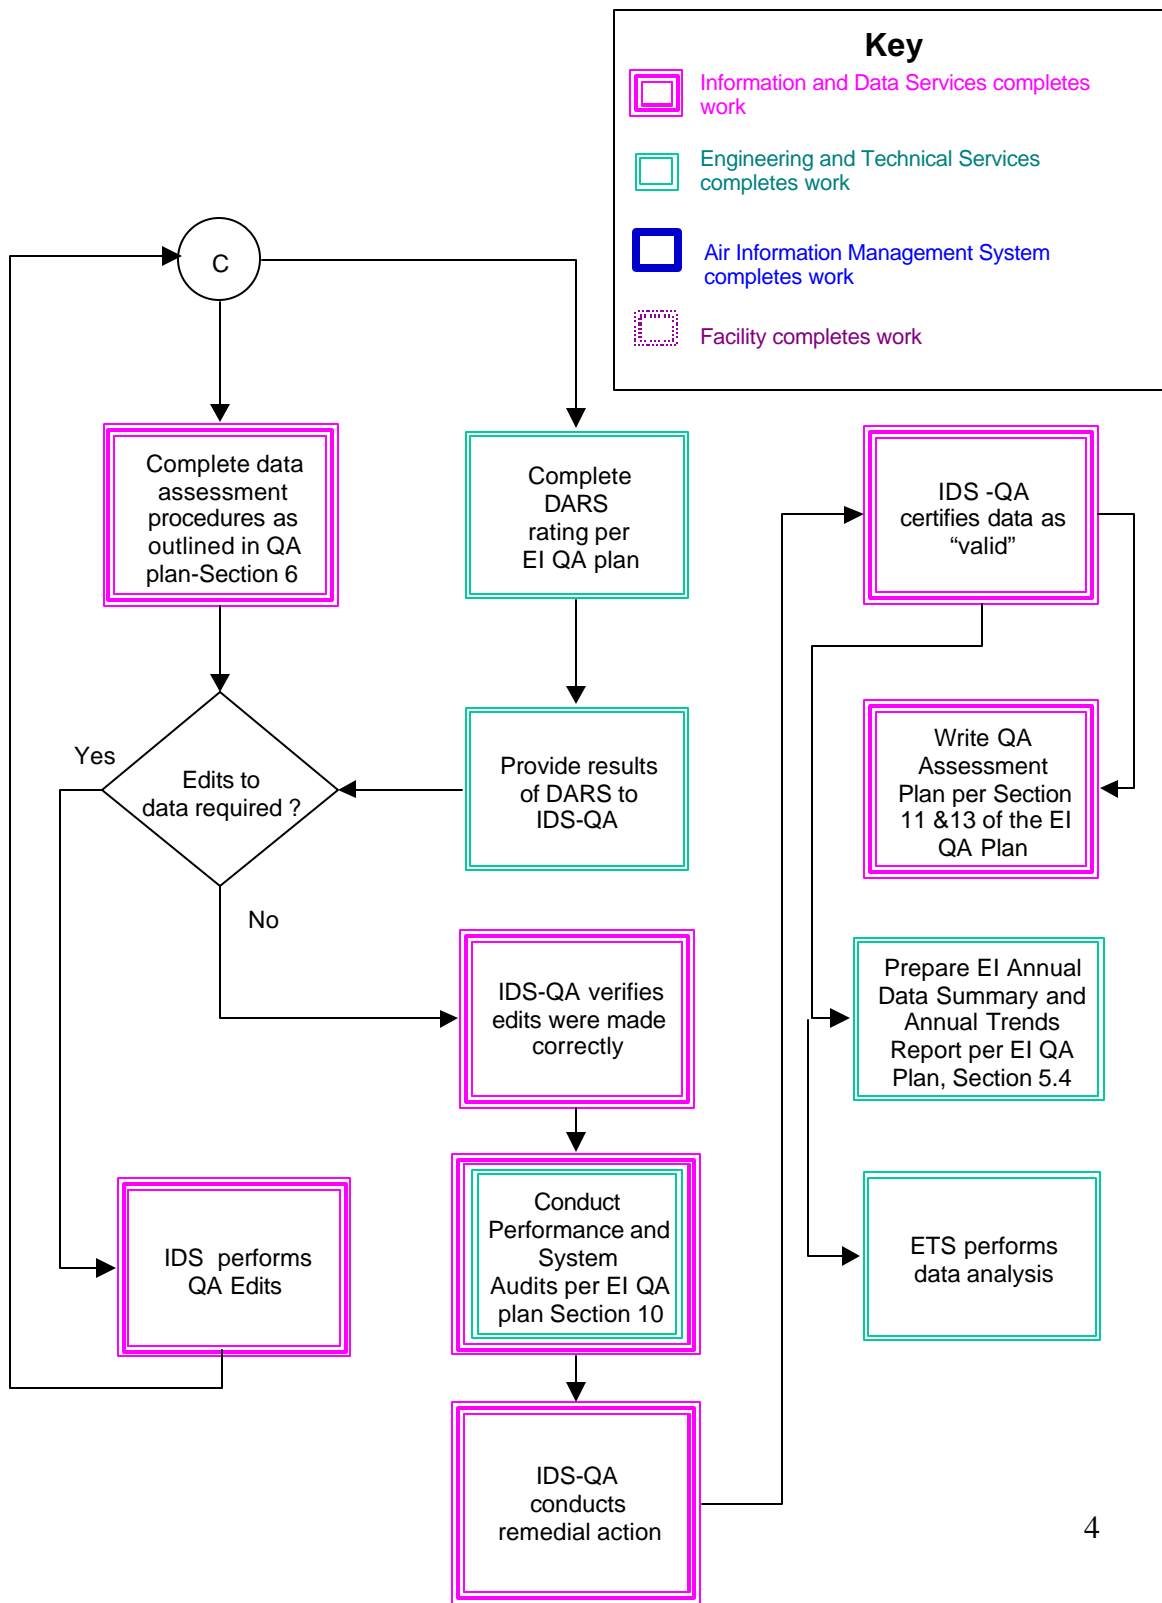 Key
Information and Data Services completes
work
Engineering and Technical Services
completes work
Air Information Management System
completes work
Facility completes work
C
Complete data
assessment
procedures as
outlined in QA
plan-Section 6
Complete
DARS
rating per
EI QA plan
IDS -QA
certifies data as
“valid”
Yes
Edits to
data required ?
Provide results
of DARS to
IDS-QA
Write QA
Assessment
Plan per Section
11 &13 of the EI
QA Plan
No
IDS-QA verifies
edits were made
correctly
Prepare EI Annual
Data Summary and
Annual Trends
Report per EI QA
Plan, Section 5.4
IDS  performs
QA Edits
Conduct
Performance and
System
Audits per EI QA
plan Section 10
ETS performs
data analysis
IDS-QA
conducts
remedial action
4